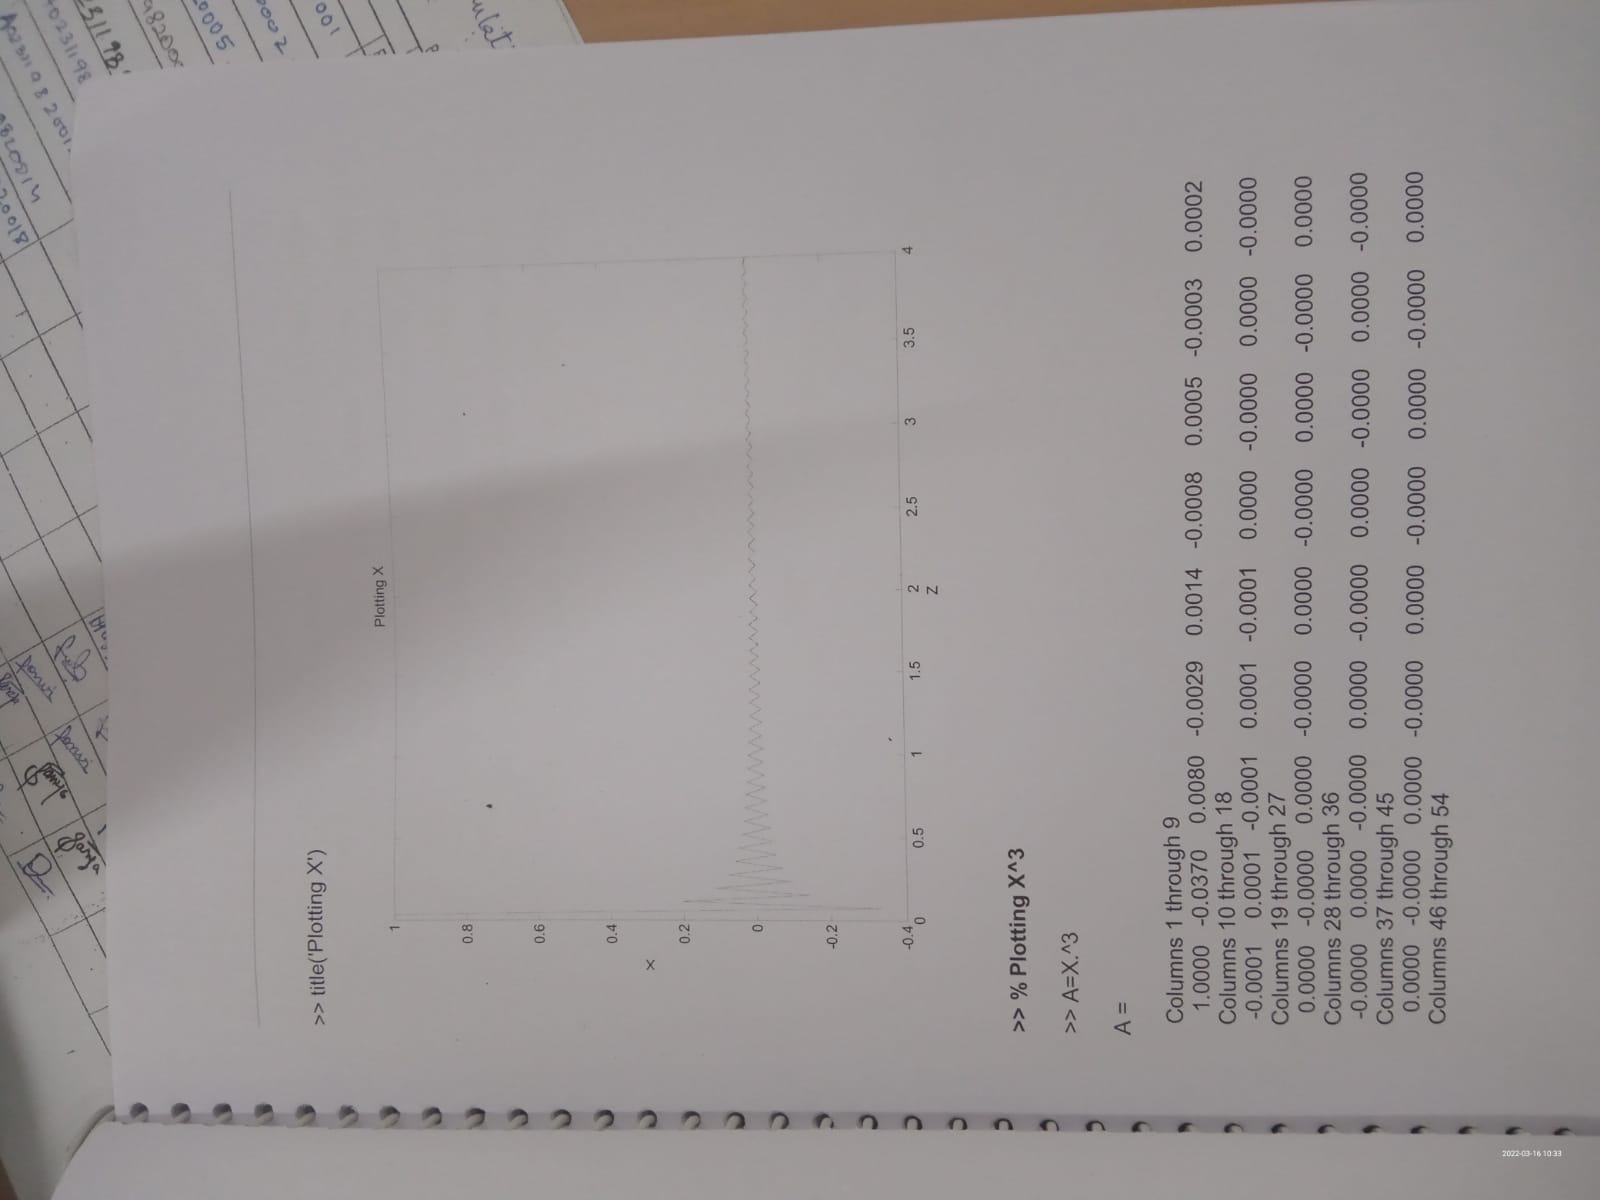 >> title('Plotting X')
Plotting X
1
0.8
0.6
0.4
X
0.2
0
-0.2
-0.4
0 0.5 1 1.5 2 2.5 3 3.5 4
Z
>> % Plotting X^3
>> A=X.^3
A =
Columns 1 through 9
1.0000 -0.0370 0.0080 -0.0029 0.0014 -0.0008 0.0005 -0.0003 0.0002
Columns 10 through 18
-0.0001 0.0001 -0.0001 0.0001 -0.0001 0.0000 -0.0000 0.0000 -0.0000
Columns 19 through 27
0.0000 -0.0000 0.0000 -0.0000 0.0000 -0.0000 0.0000 -0.0000 0.0000
Columns 28 through 36
-0.0000 0.0000 -0.0000 0.0000 -0.0000 0.0000 -0.0000 0.0000 -0.0000
Columns 37 through 45
0.0000 -0.0000 0.0000 -0.0000 0.0000 -0.0000 0.0000 -0.0000 0.0000
Columns 46 through 54
2022-03-16 10:33